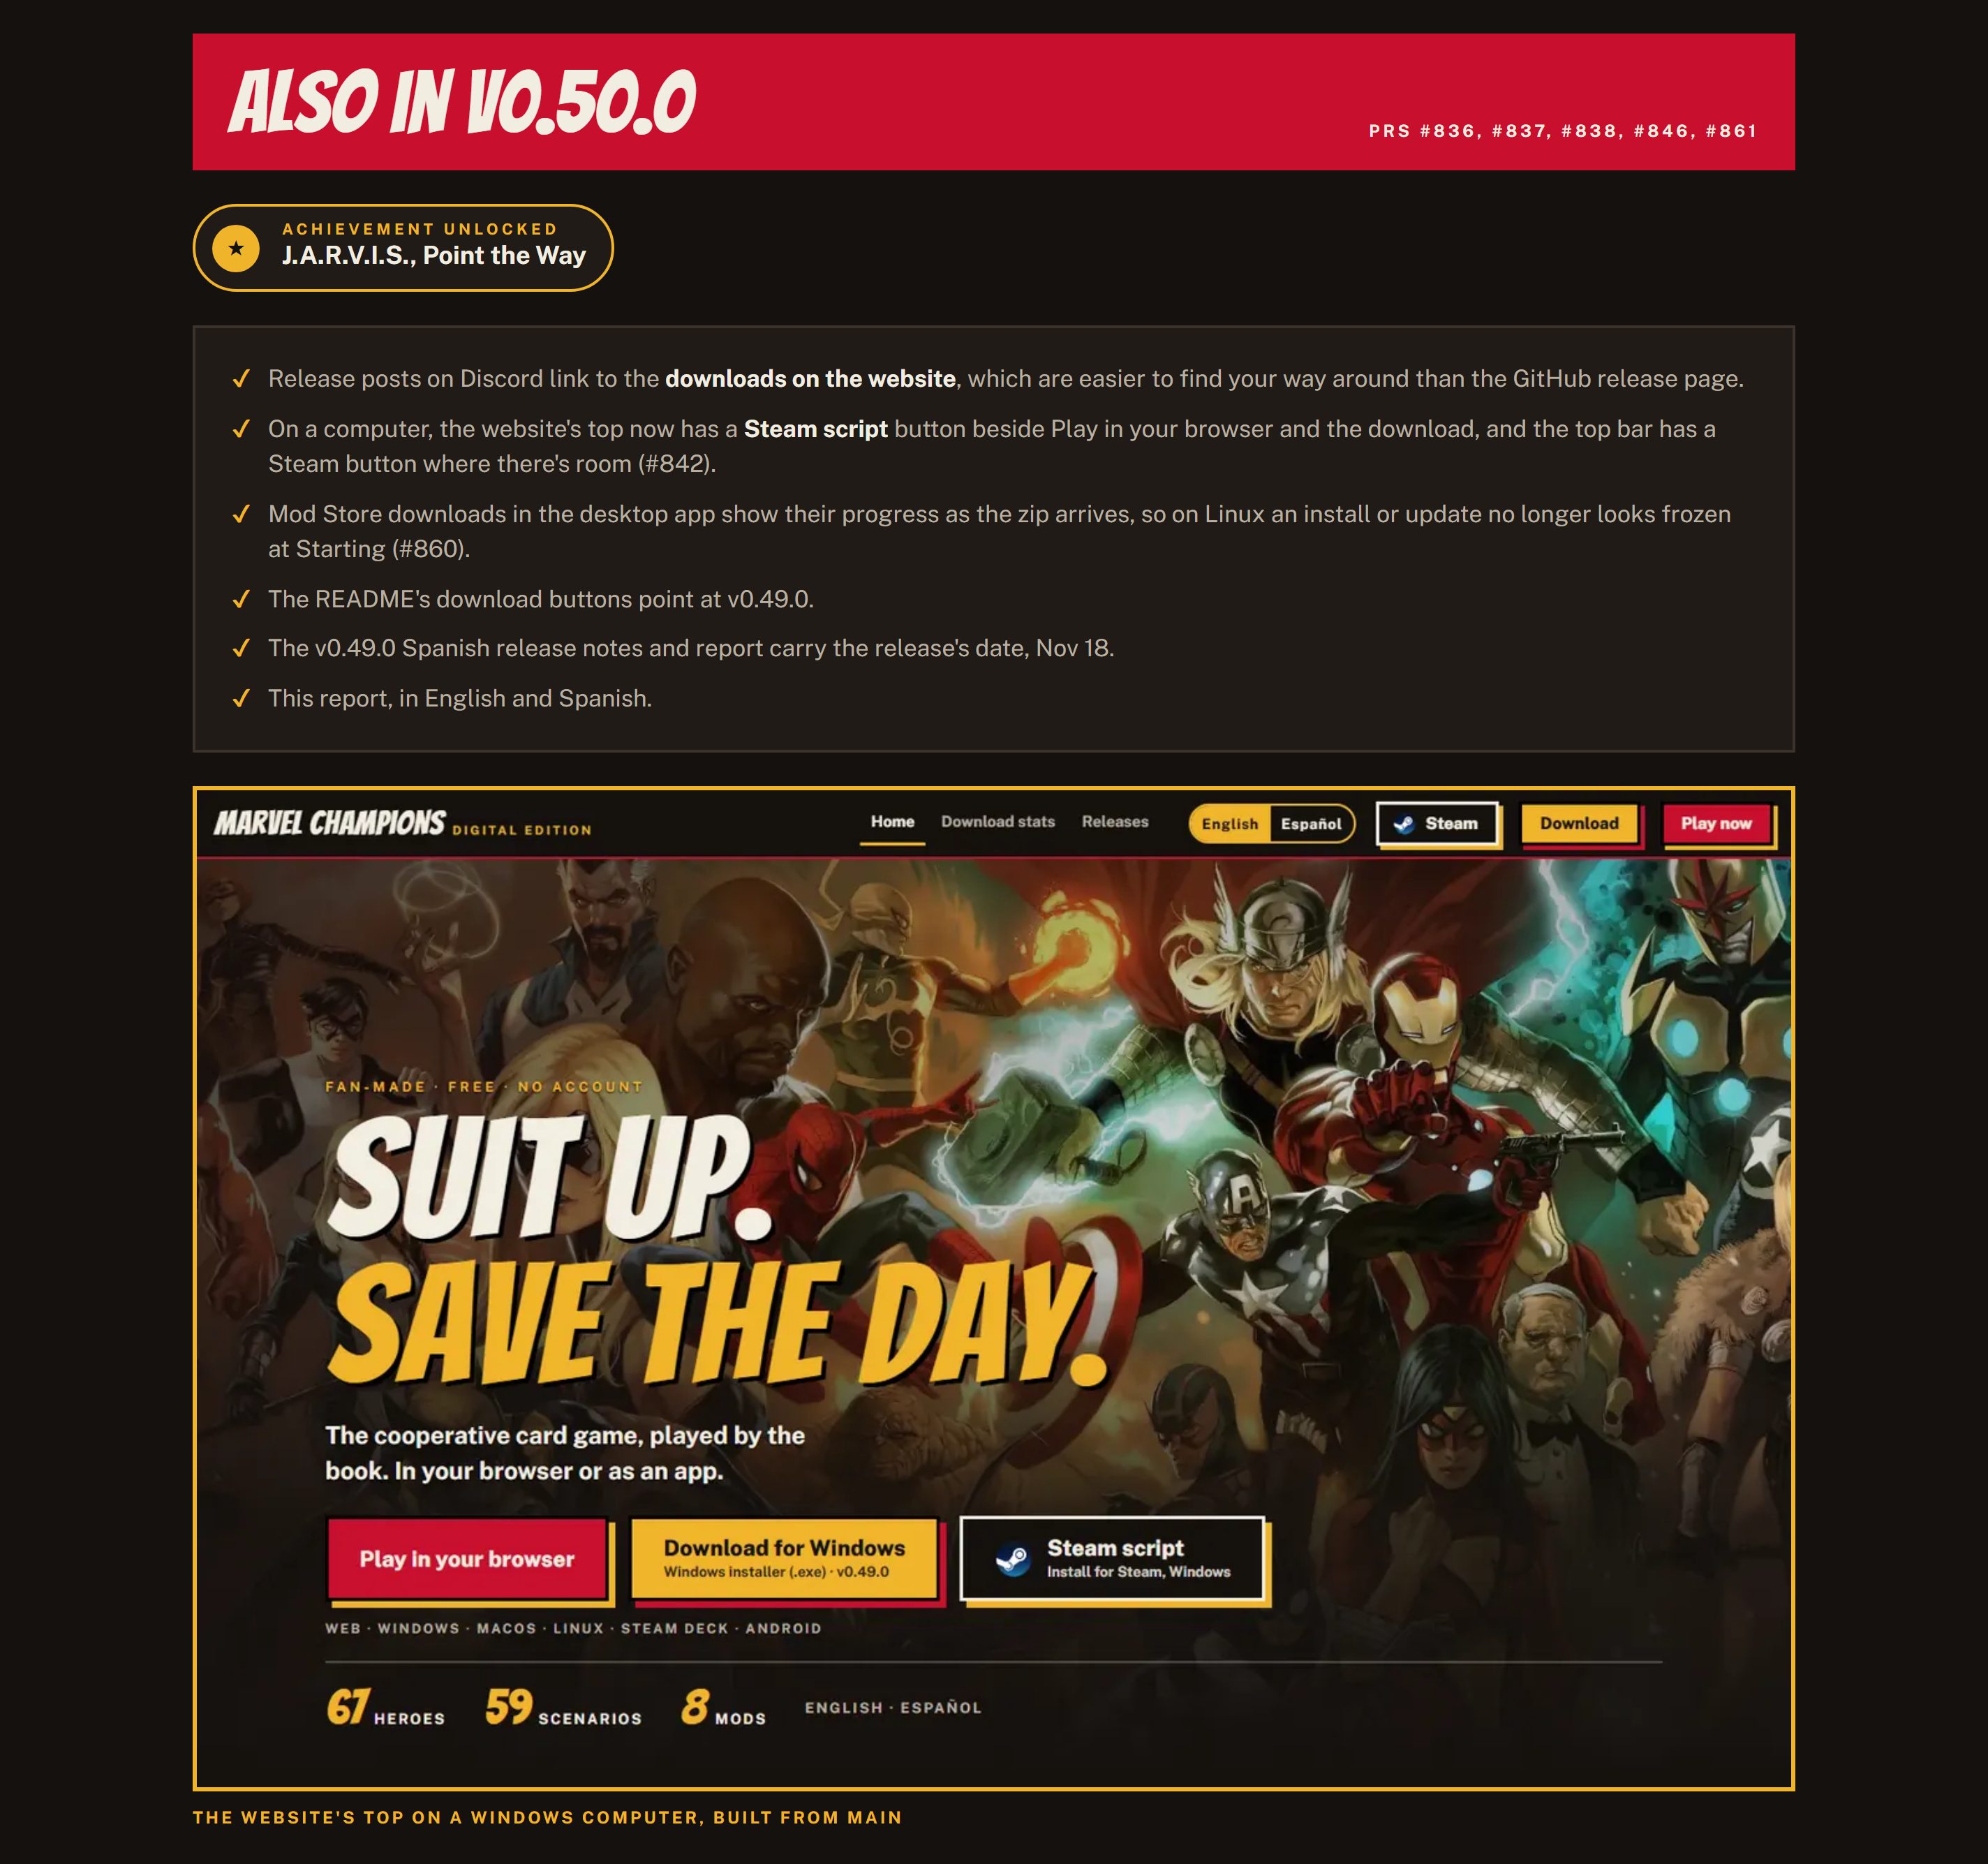 ALSO IN V0.50.0
PRS #836, #837, #838, #846, #861
ACHIEVEMENT UNLOCKED
J.A.R.V.I.S., Point the Way
✓ Release posts on Discord link to the downloads on the website, which are easier to find your way around than the GitHub release page.
✓ On a computer, the website's top now has a Steam script button beside Play in your browser and the download, and the top bar has a
Steam button where there's room (#842).
✓ Mod Store downloads in the desktop app show their progress as the zip arrives, so on Linux an install or update no longer looks frozen
at Starting (#860).
✓ The README's download buttons point at v0.49.0.
✓ The v0.49.0 Spanish release notes and report carry the release's date, Nov 18.
✓ This report, in English and Spanish.
MARVEL CHAMPIONS DIGITAL EDITION
Home Download stats Releases English Español Steam Download Play now
FAN-MADE · FREE · NO ACCOUNT
SUIT UP.
SAVE THE DAY.
The cooperative card game, played by the
book. In your browser or as an app.
Play in your browser
Download for Windows
Windows installer (.exe) · v0.49.0
Steam script
Install for Steam, Windows
WEB · WINDOWS · MACOS · LINUX · STEAM DECK · ANDROID
67 HEROES 59 SCENARIOS 8 MODS ENGLISH · ESPAÑOL
THE WEBSITE'S TOP ON A WINDOWS COMPUTER, BUILT FROM MAIN